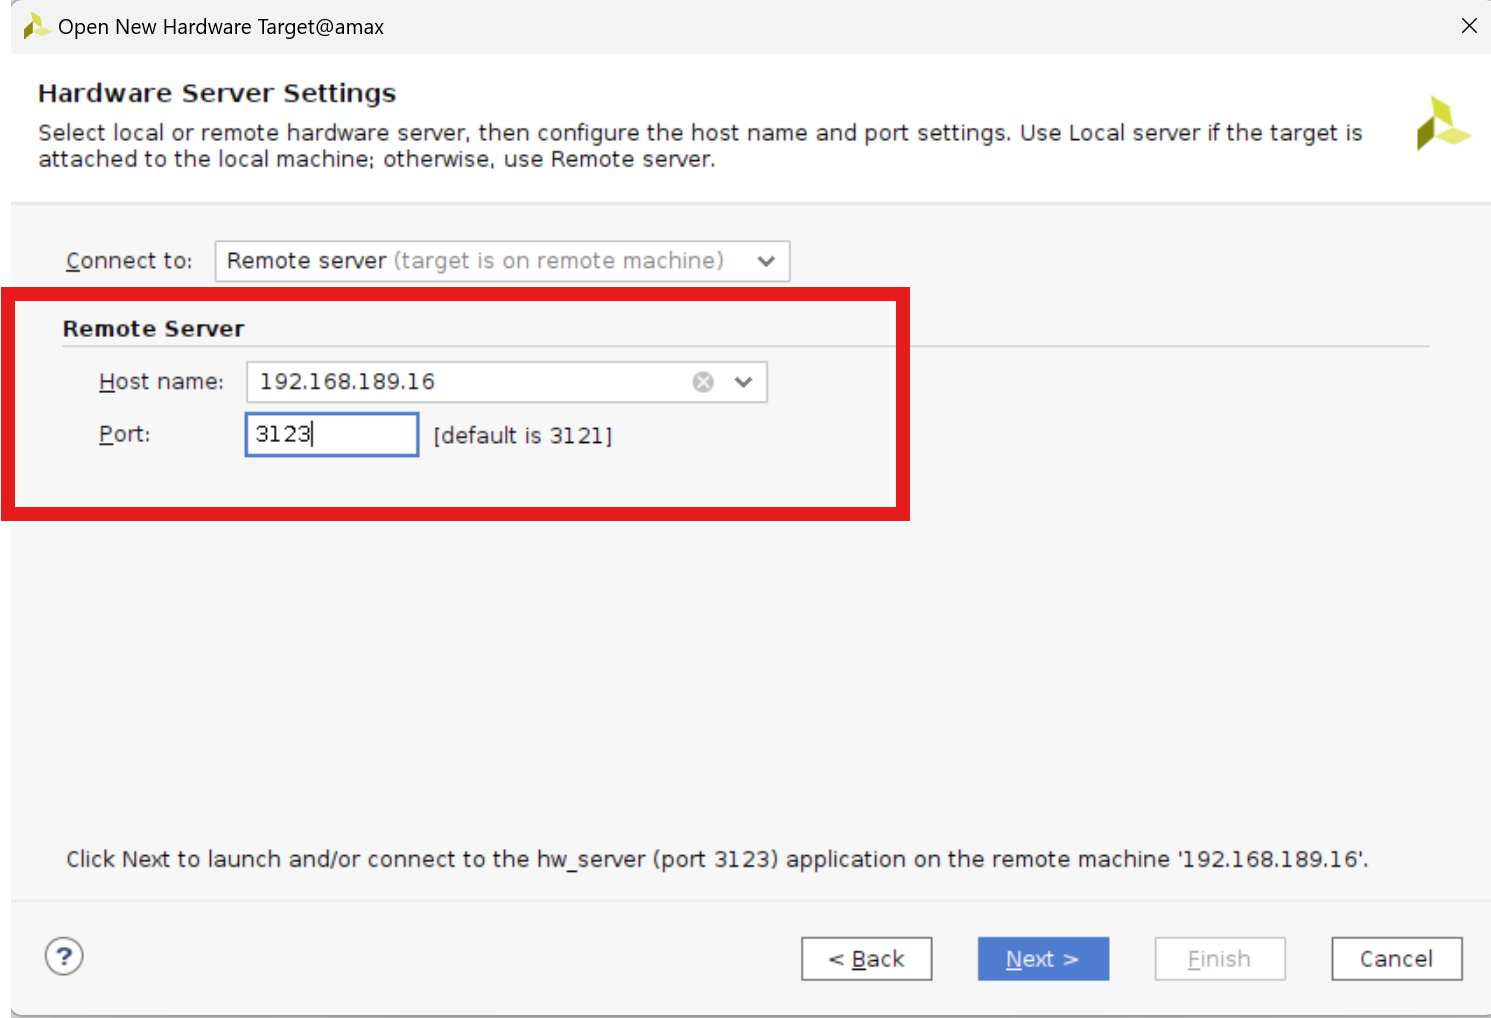 Open New Hardware Target@amax
Hardware Server Settings
Select local or remote hardware server, then configure the host name and port settings. Use Local server if the target is
attached to the local machine; otherwise, use Remote server.
Connect to: Remote server (target is on remote machine)
Remote Server
Host name: 192.168.189.16
Port: 3123 [default is 3121]
Click Next to launch and/or connect to the hw_server (port 3123) application on the remote machine '192.168.189.16'.
? < Back Next > Finish Cancel